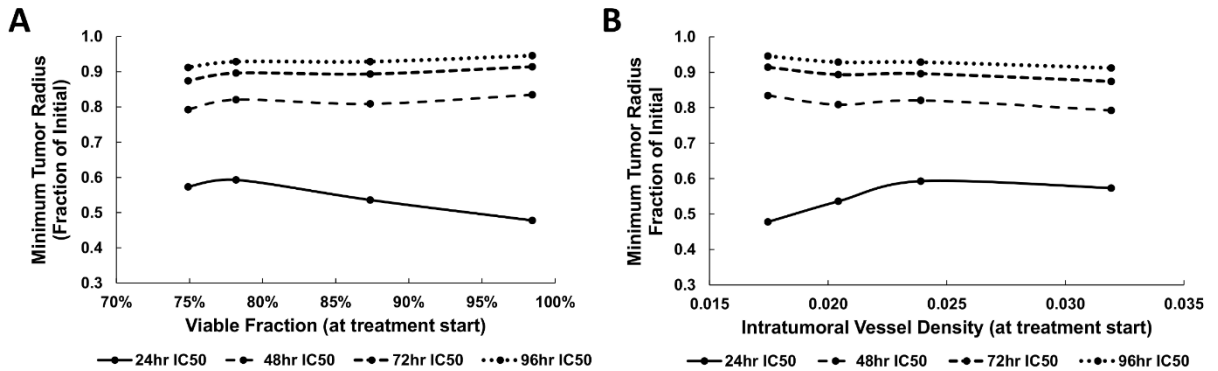 A
Minimum Tumor Radius
(Fraction of Initial)
1.0
0.9
0.8
0.7
0.6
0.5
0.4
0.3
70% 75% 80% 85% 90% 95% 100%
Viable Fraction (at treatment start)
24hr IC50 48hr IC50 72hr IC50 96hr IC50
B
Minimum Tumor Radius
Fraction of Initial
1.0
0.9
0.8
0.7
0.6
0.5
0.4
0.3
0.015 0.020 0.025 0.030 0.035
Intratumoral Vessel Density (at treatment start)
24hr IC50 48hr IC50 72hr IC50 96hr IC50